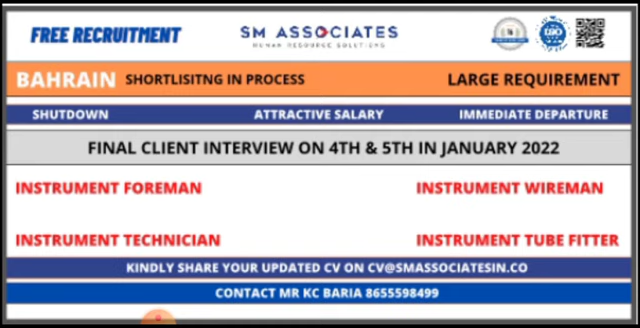 FREE RECRUITMENT
SM ASSOCIATES
HUMAN RESOURCE SOLUTIONS
BAHRAIN SHORTLISITNG IN PROCESS LARGE REQUIREMENT
SHUTDOWN ATTRACTIVE SALARY IMMEDIATE DEPARTURE
FINAL CLIENT INTERVIEW ON 4TH & 5TH IN JANUARY 2022
INSTRUMENT FOREMAN INSTRUMENT WIREMAN
INSTRUMENT TECHNICIAN INSTRUMENT TUBE FITTER
KINDLY SHARE YOUR UPDATED CV ON CV@SMASSOCIATESIN.CO
CONTACT MR KC BARIA 8655598499